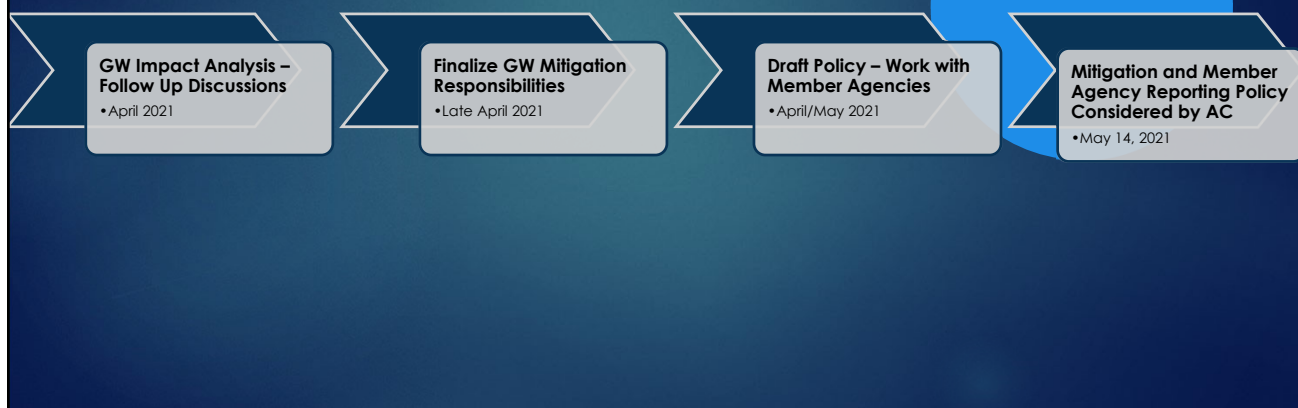 GW Impact Analysis –
Follow Up Discussions
•April 2021
Finalize GW Mitigation
Responsibilities
•Late April 2021
Draft Policy – Work with
Member Agencies
•April/May 2021
Mitigation and Member
Agency Reporting Policy
Considered by AC
•May 14, 2021